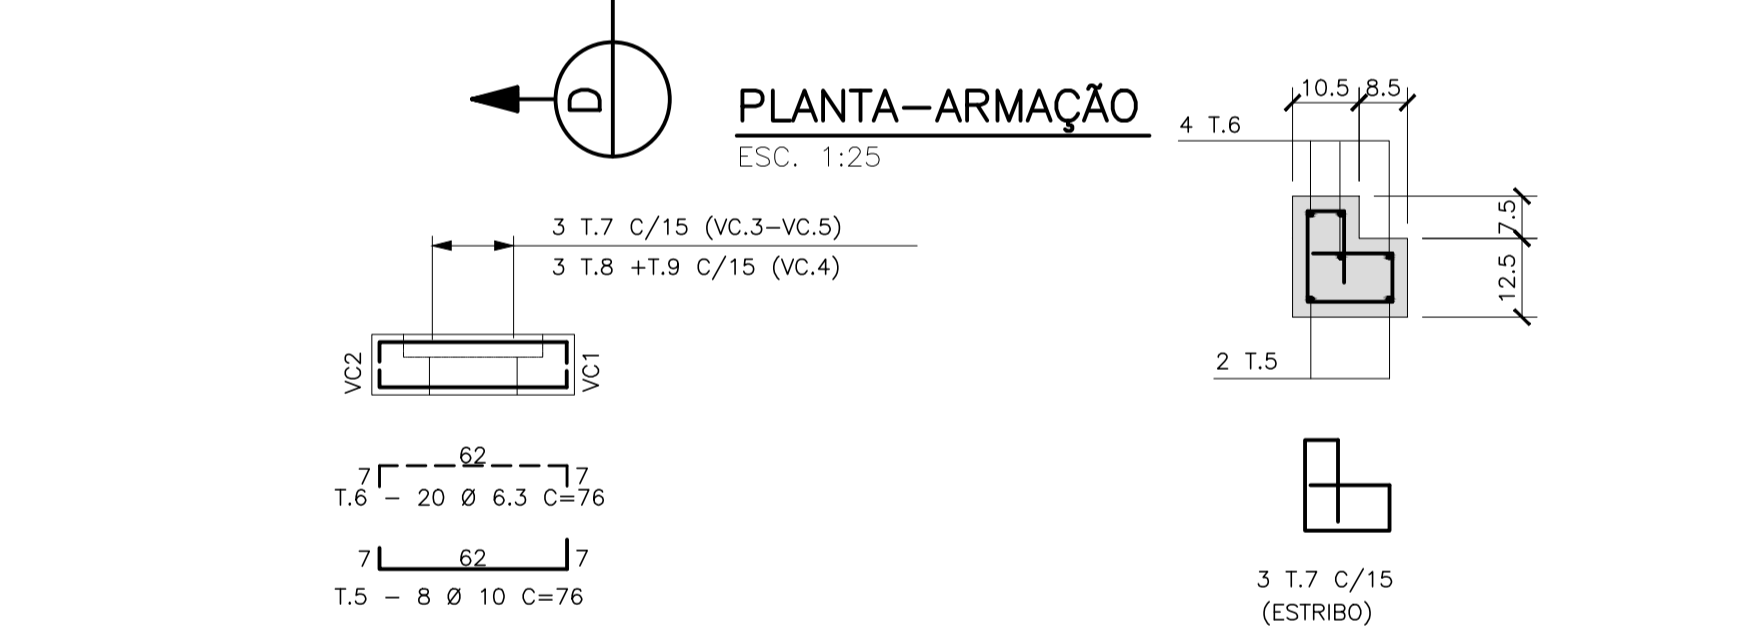 D
PLANTA-ARMAÇÃO
ESC. 1:25
10.5 8.5
4 T.6
7.5
12.5
2 T.5
3 T.7 C/15 (VC.3-VC.5)
3 T.8 +T.9 C/15 (VC.4)
VC2
VC1
7 62 7
T.6 - 20 Ø 6.3 C=76
7 62 7
T.5 - 8 Ø 10 C=76
3 T.7 C/15
(ESTRIBO)